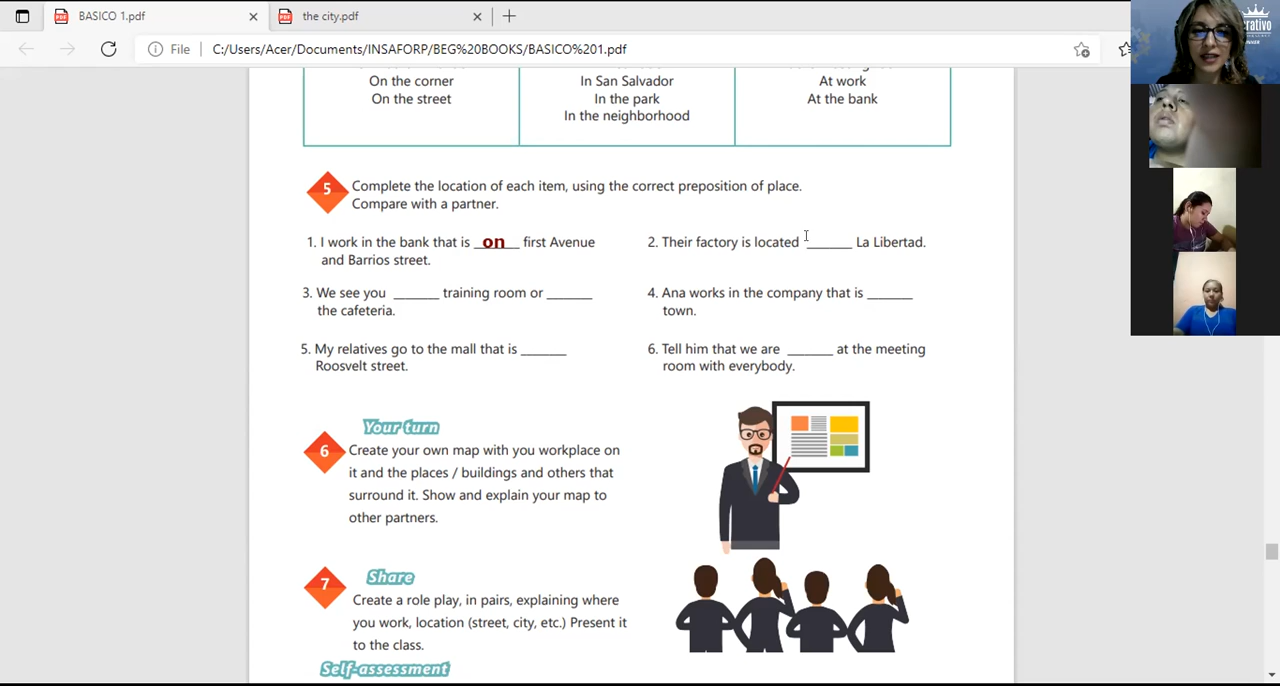 BASICO 1.pdf
the city.pdf
File
C:/Users/Acer/Documents/INSAFORP/BEG%20BOOKS/BASICO%201.pdf
On the corner
On the street
In San Salvador
In the park
In the neighborhood
At work
At the bank
5 Complete the location of each item, using the correct preposition of place.
Compare with a partner.
1. I work in the bank that is __on__ first Avenue
and Barrios street.
2. Their factory is located ______ La Libertad.
3. We see you ______ training room or ______
the cafeteria.
4. Ana works in the company that is ______
town.
5. My relatives go to the mall that is ______
Roosvelt street.
6. Tell him that we are ______ at the meeting
room with everybody.
Your turn
6 Create your own map with you workplace on
it and the places / buildings and others that
surround it. Show and explain your map to
other partners.
Share
7 Create a role play, in pairs, explaining where
you work, location (street, city, etc.) Present it
to the class.
Self-assessment